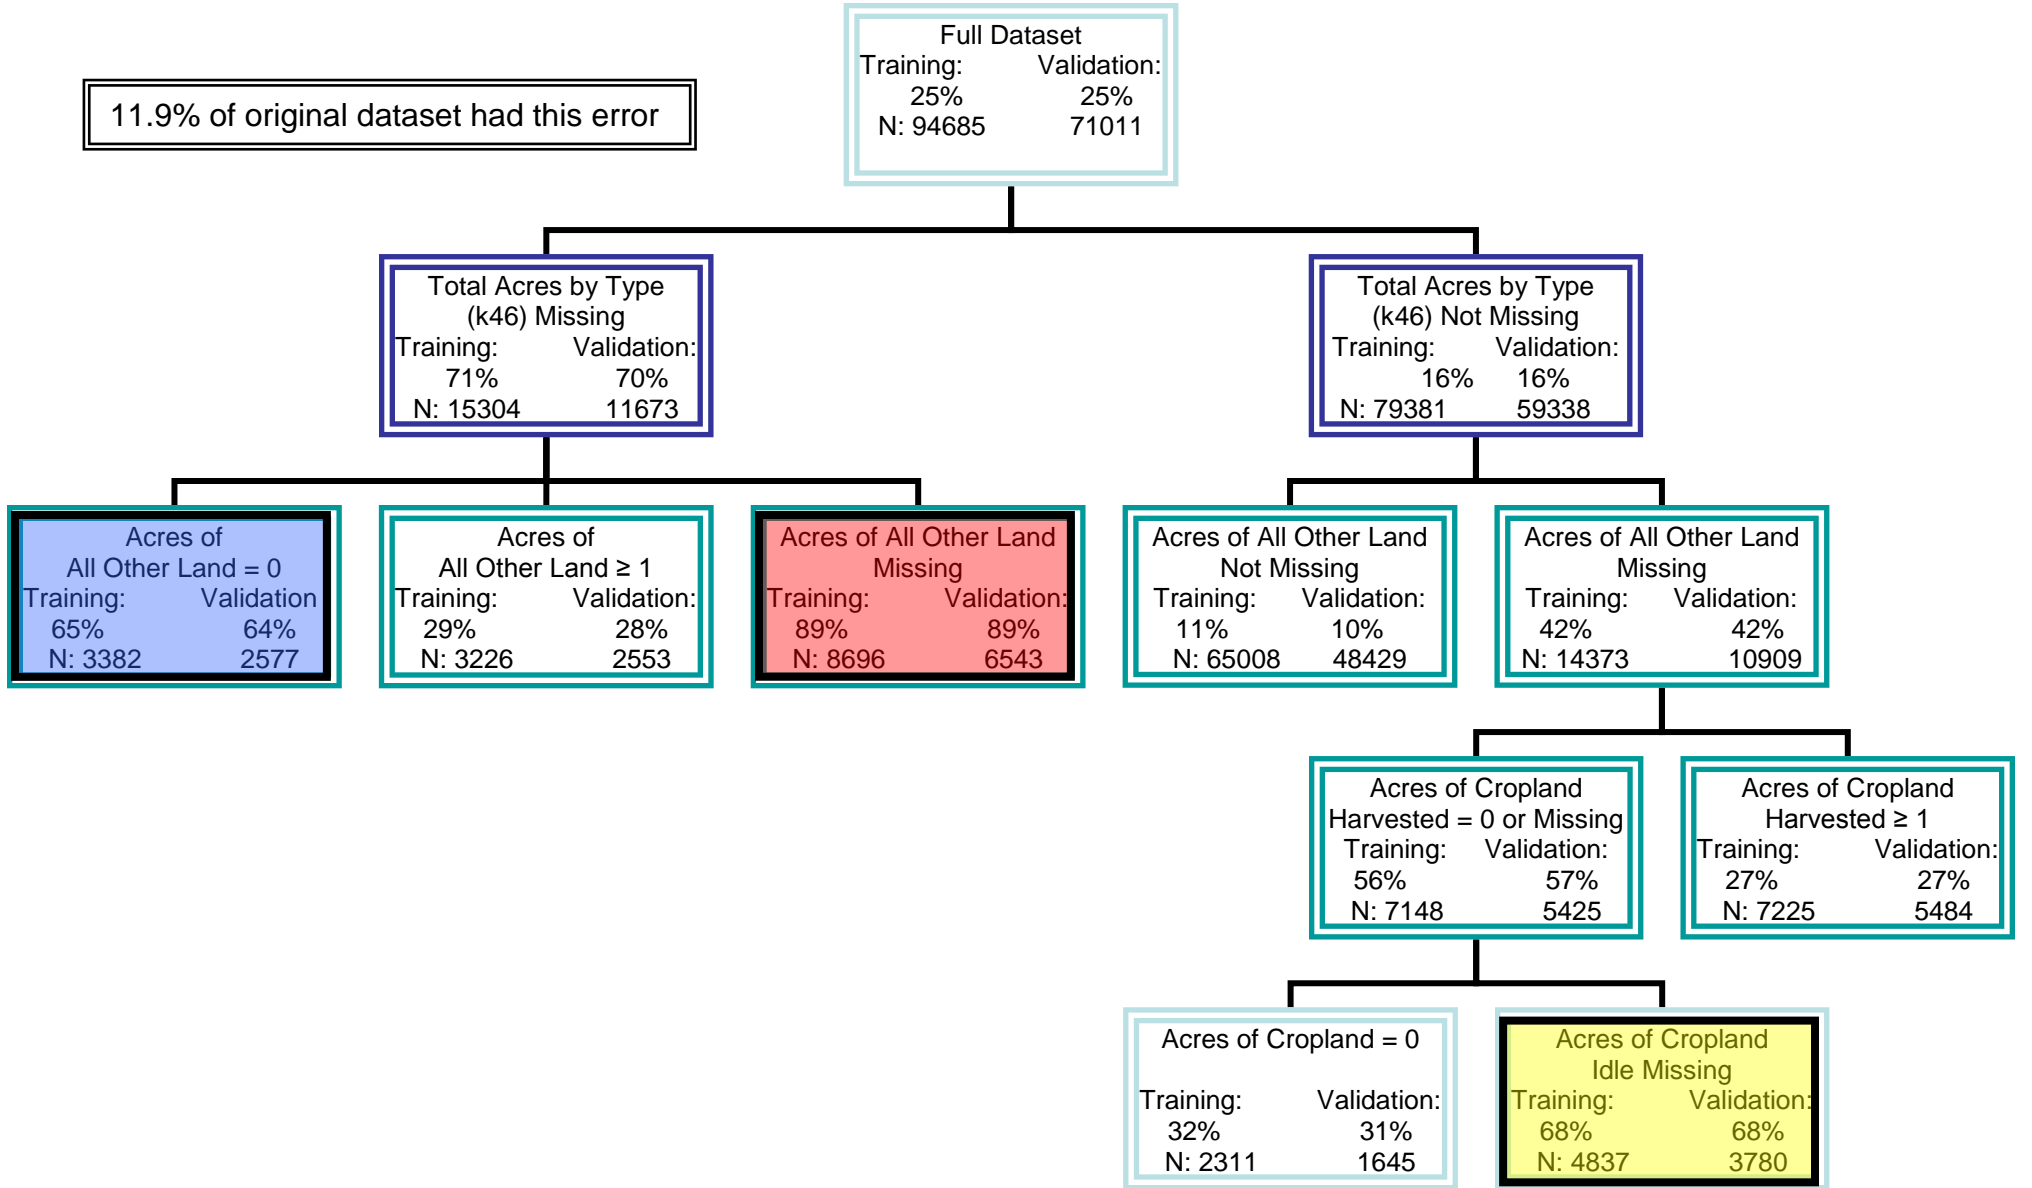 Full Dataset
Training: Validation:
25% 25%
N: 94685 71011
11.9% of original dataset had this error
Total Acres by Type
(k46) Missing
Training: Validation:
71% 70%
N: 15304 11673
Total Acres by Type
(k46) Not Missing
Training: Validation:
16% 16%
N: 79381 59338
Acres of
All Other Land = 0
Training: Validation
65% 64%
N: 3382 2577
Acres of
All Other Land ≥ 1
Training: Validation:
29% 28%
N: 3226 2553
Acres of All Other Land
Missing
Training: Validation:
89% 89%
N: 8696 6543
Acres of All Other Land
Not Missing
Training: Validation:
11% 10%
N: 65008 48429
Acres of All Other Land
Missing
Training: Validation:
42% 42%
N: 14373 10909
Acres of Cropland
Harvested = 0 or Missing
Training: Validation:
56% 57%
N: 7148 5425
Acres of Cropland
Harvested ≥ 1
Training: Validation:
27% 27%
N: 7225 5484
Acres of Cropland = 0
Training: Validation:
32% 31%
N: 2311 1645
Acres of Cropland
Idle Missing
Training: Validation:
68% 68%
N: 4837 3780